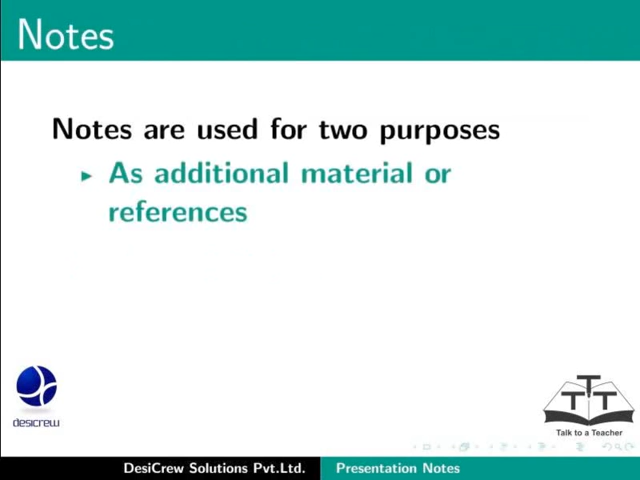 Notes
Notes are used for two purposes
As additional material or
references
desicrew
T
T T
Talk to a Teacher
DesiCrew Solutions Pvt.Ltd. Presentation Notes